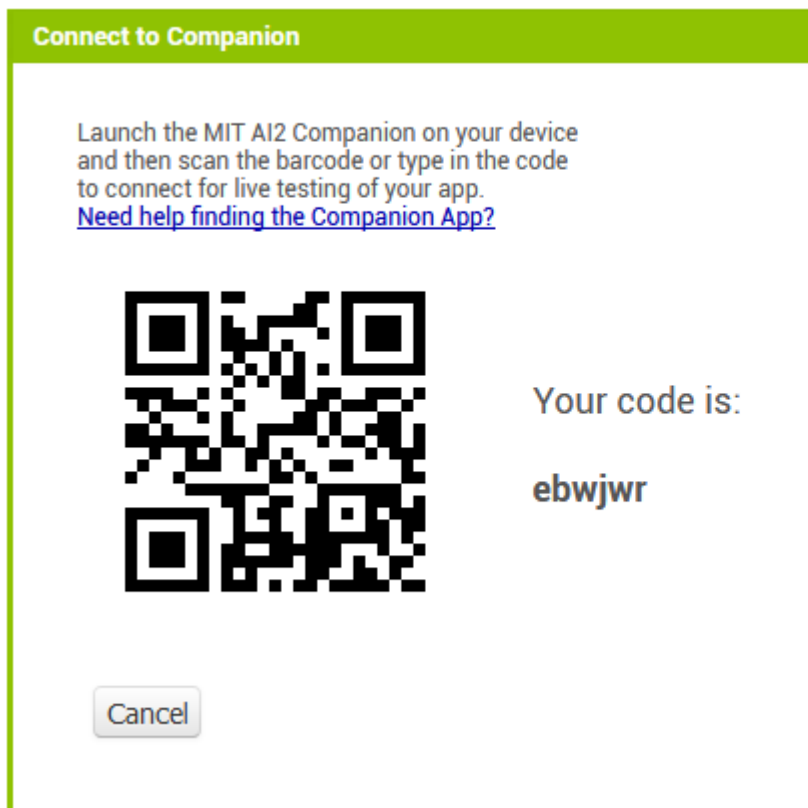 Connect to Companion
Launch the MIT AI2 Companion on your device
and then scan the barcode or type in the code
to connect for live testing of your app.
Need help finding the Companion App?
Your code is:
ebwjwr
Cancel